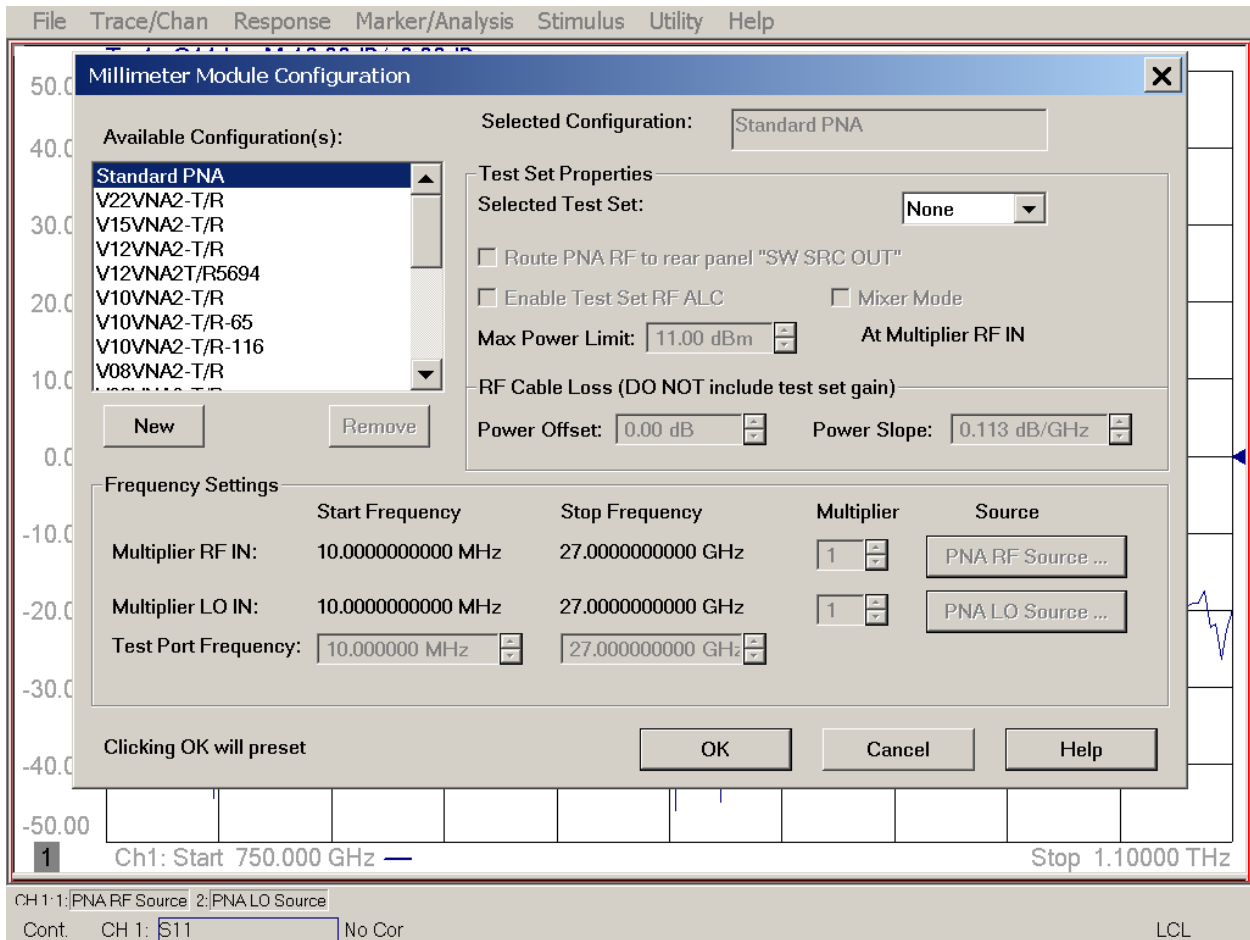 File Trace/Chan Response Marker/Analysis Stimulus Utility Help
Millimeter Module Configuration
Available Configuration(s):
Standard PNA
V22VNA2-T/R
V15VNA2-T/R
V12VNA2-T/R
V12VNA2T/R5694
V10VNA2-T/R
V10VNA2-T/R-65
V10VNA2-T/R-116
V08VNA2-T/R
New Remove
Selected Configuration: Standard PNA
Test Set Properties
Selected Test Set: None
Route PNA RF to rear panel "SW SRC OUT"
Enable Test Set RF ALC Mixer Mode
Max Power Limit: 11.00 dBm At Multiplier RF IN
RF Cable Loss (DO NOT include test set gain)
Power Offset: 0.00 dB Power Slope: 0.113 dB/GHz
Frequency Settings
Start Frequency Stop Frequency Multiplier Source
Multiplier RF IN: 10.0000000000 MHz 27.0000000000 GHz 1 PNA RF Source ...
Multiplier LO IN: 10.0000000000 MHz 27.0000000000 GHz 1 PNA LO Source ...
Test Port Frequency: 10.000000 MHz 27.000000000 GHz
Clicking OK will preset OK Cancel Help
50.0
40.0
30.0
20.0
10.0
0.0
-10.0
-20.0
-30.0
-40.0
-50.00
1 Ch1: Start 750.000 GHz Stop 1.10000 THz
CH 1: 1: PNA RF Source 2: PNA LO Source
Cont. CH 1: S11 No Cor LCL